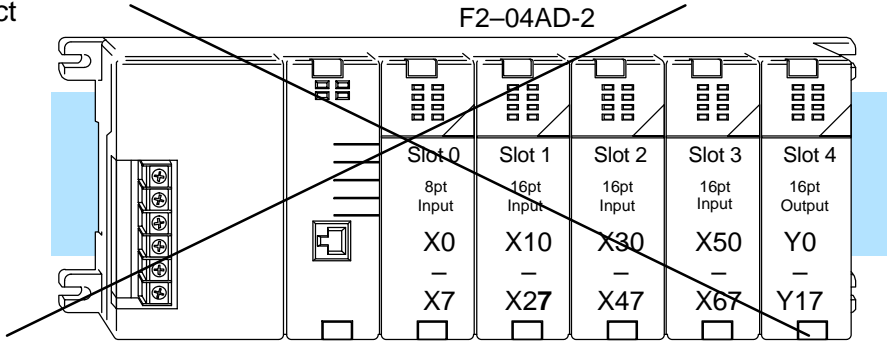 ct
F2–04AD-2
Slot 0 Slot 1 Slot 2 Slot 3 Slot 4
8pt 16pt 16pt 16pt 16pt
Input Input Input Input Output
X0 X10 X30 X50 Y0
– – – – –
X7 X27 X47 X67 Y17